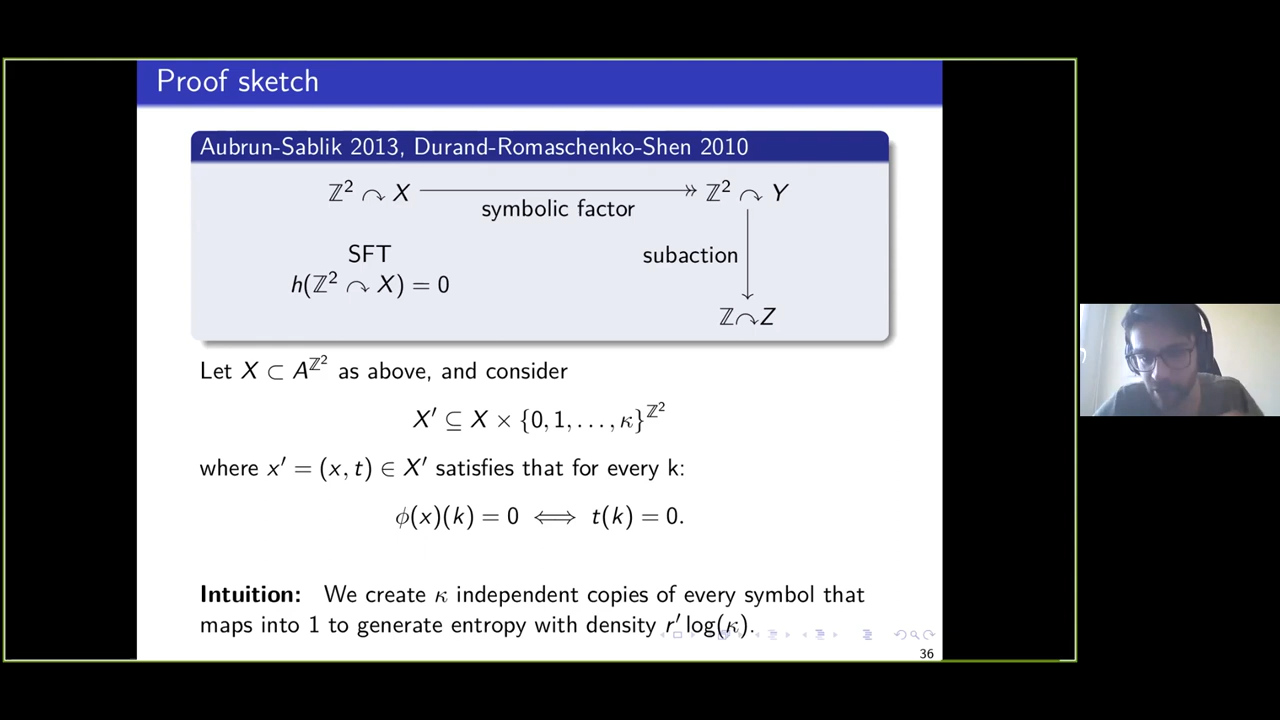 Proof sketch
Aubrun-Sablik 2013, Durand-Romaschenko-Shen 2010
ℤ² ↷ X ↠ ℤ² ↷ Y
symbolic factor
SFT
subaction
h(ℤ² ↷ X) = 0
ℤ↷Z
Let X ⊂ A^{ℤ²} as above, and consider
X′ ⊆ X × {0, 1, . . . , κ}^{ℤ²}
where x′ = (x, t) ∈ X′ satisfies that for every k:
ϕ(x)(k) = 0 ⟺ t(k) = 0.
Intuition: We create κ independent copies of every symbol that
maps into 1 to generate entropy with density r′ log(κ).
36